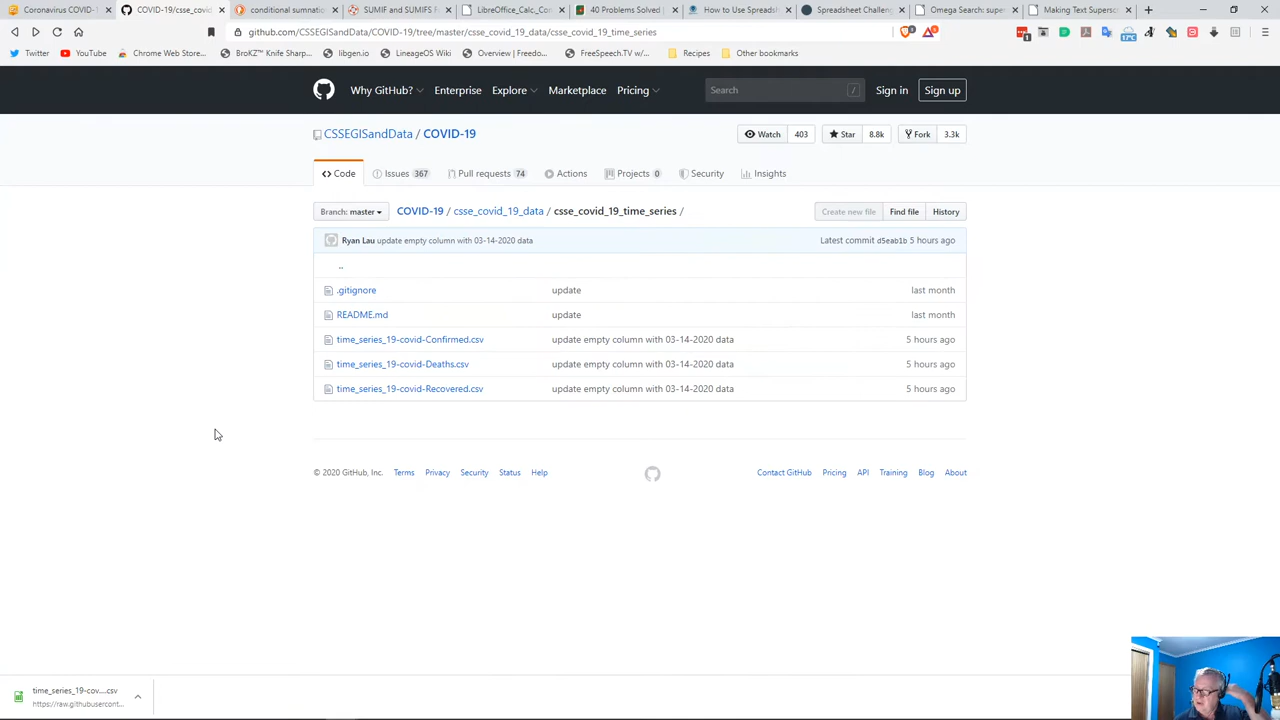 Coronavirus COVID-
COVID-19/csse_covid
conditional sumnation
SUMIF and SUMIFS F
LibreOffice_Calc_Con
40 Problems Solved |
How to Use Spreadsh
Spreadsheet Challeng
Omega Search: super
Making Text Supersc
github.com/CSSEGISandData/COVID-19/tree/master/csse_covid_19_data/csse_covid_19_time_series
Twitter
YouTube
Chrome Web Store...
BroKZ™ Knife Sharp...
libgen.io
LineageOS Wiki
Overview | Freedo...
FreeSpeech.TV w/...
Recipes
Other bookmarks
Why GitHub?
Enterprise
Explore
Marketplace
Pricing
Search
/
Sign in
Sign up
CSSEGISandData / COVID-19
Watch 403
Star 8.8k
Fork 3.3k
Code
Issues 367
Pull requests 74
Actions
Projects 0
Security
Insights
Branch: master
COVID-19 / csse_covid_19_data / csse_covid_19_time_series /
Create new file
Find file
History
Ryan Lau update empty column with 03-14-2020 data
Latest commit d5eab1b 5 hours ago
..
.gitignore update last month
README.md update last month
time_series_19-covid-Confirmed.csv update empty column with 03-14-2020 data 5 hours ago
time_series_19-covid-Deaths.csv update empty column with 03-14-2020 data 5 hours ago
time_series_19-covid-Recovered.csv update empty column with 03-14-2020 data 5 hours ago
© 2020 GitHub, Inc.
Terms
Privacy
Security
Status
Help
Contact GitHub
Pricing
API
Training
Blog
About
time_series_19-cov....csv
https://raw.githubusercont...